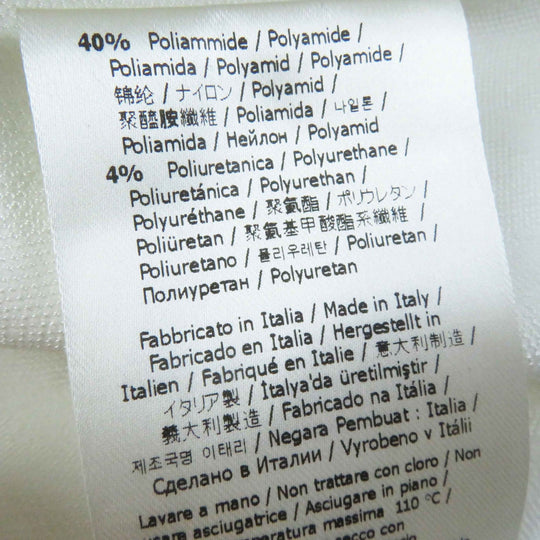 40% Poliammide / Polyamide /
Poliamida / Polyamid / Polyamide /
锦纶 / ナイロン / Polyamid /
聚醯胺纖維 / Poliamida / 나일론 /
Poliamida / Нейлон / Polyamid
4% Poliuretanica / Polyurethane /
Poliuretánica / Polyurethan /
Polyuréthane / 聚氨酯 / ポリウレタン /
Poliüretan / 聚氨基甲酸酯系纖維 /
Poliuretano / 폴리우레탄 / Poliuretan /
Полиуретан / Polyuretan
Fabbricato in Italia / Made in Italy /
Fabricado en Italia / Hergestellt in
Italien / Fabriqué en Italie / 意大利制造 /
イタリア製 / İtalya'da üretilmiştir /
義大利製造 / Fabricado na Itália /
제조국명 이태리 / Negara Pembuat : Italia /
Сделано в Италии / Vyrobeno v Itálii
Lavare a mano / Non trattare con cloro / Non
usare asciugatrice / Asciugare in piano /
temperatura massima 110 °C /
secco con